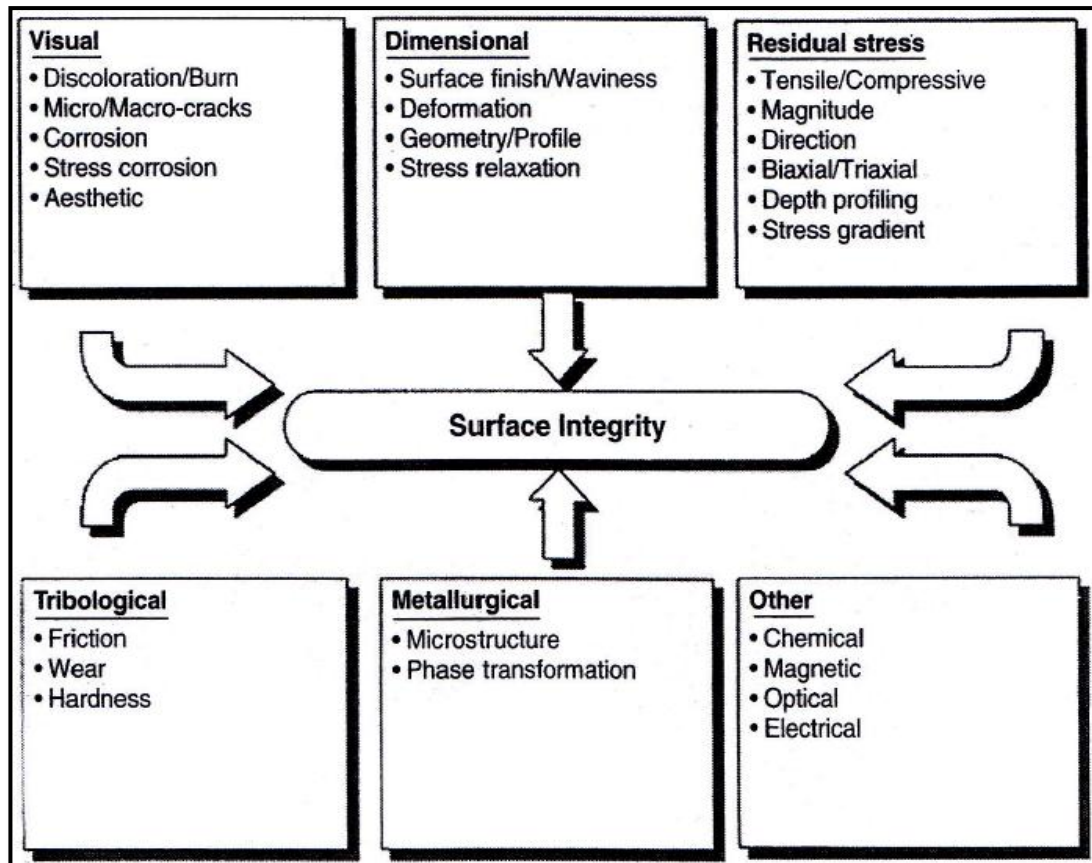 Visual
• Discoloration/Burn
• Micro/Macro-cracks
• Corrosion
• Stress corrosion
• Aesthetic
Dimensional
• Surface finish/Waviness
• Deformation
• Geometry/Profile
• Stress relaxation
Residual stress
• Tensile/Compressive
• Magnitude
• Direction
• Biaxial/Triaxial
• Depth profiling
• Stress gradient
Surface Integrity
Tribological
• Friction
• Wear
• Hardness
Metallurgical
• Microstructure
• Phase transformation
Other
• Chemical
• Magnetic
• Optical
• Electrical